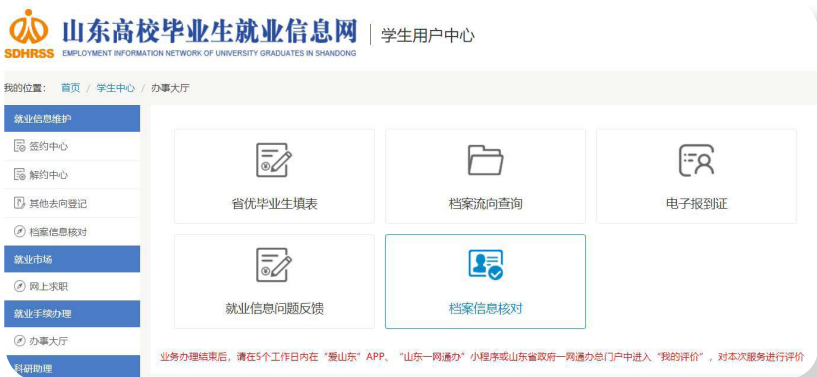 山东高校毕业生就业信息网
学生用户中心
SDHRSS
EMPLOYMENT INFORMATION NETWORK OF UNIVERSITY GRADUATES IN SHANDONG
我的位置： 首页 / 学生中心 / 办事大厅
就业信息维护
签约中心
解约中心
其他去向登记
档案信息核对
就业市场
网上求职
就业手续办理
办事大厅
科研助理
省优毕业生填表
档案流向查询
电子报到证
就业信息问题反馈
档案信息核对
业务办理结束后，请在5个工作日内在“爱山东”APP、“山东一网通办”小程序或山东省政府一网通办总门户中进入“我的评价”，对本次服务进行评价